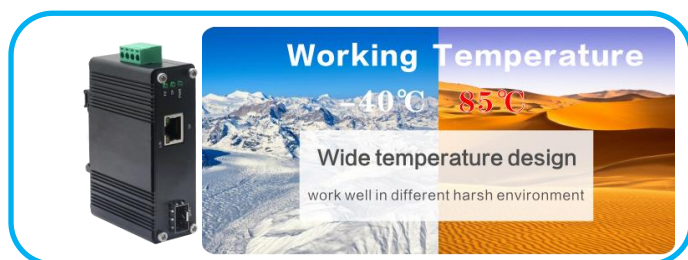 Working Temperature
-40℃ 85℃
Wide temperature design
work well in different harsh environment